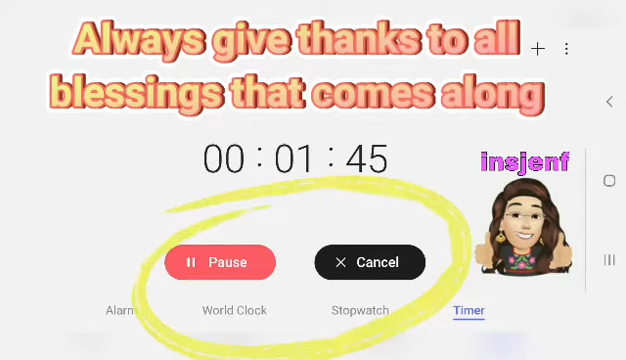 Always give thanks to all
blessings that comes along
00 : 01 : 45
insjenf
Pause
Cancel
Alarm
World Clock
Stopwatch
Timer